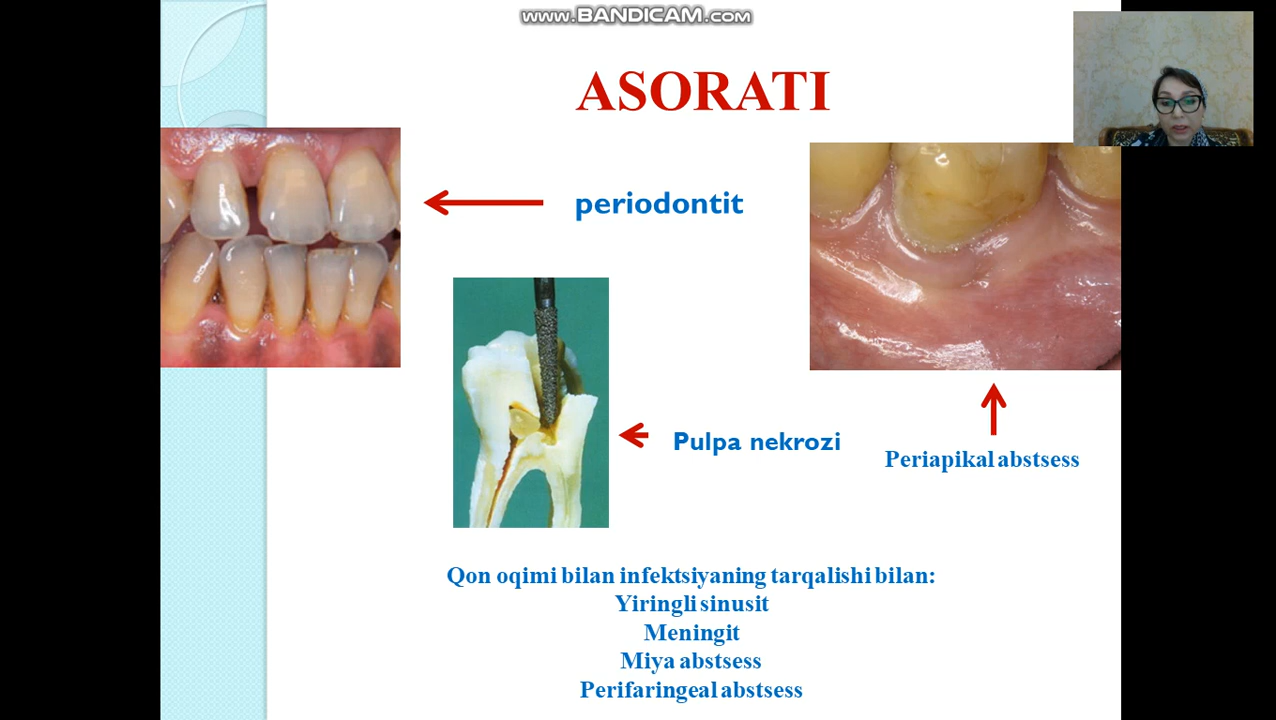 www.BANDICAM.com
ASORATI
periodontit
Pulpa nekrozi
Periapikal abstsess
Qon oqimi bilan infektsiyaning tarqalishi bilan:
Yiringli sinusit
Meningit
Miya abstsess
Perifaringeal abstsess